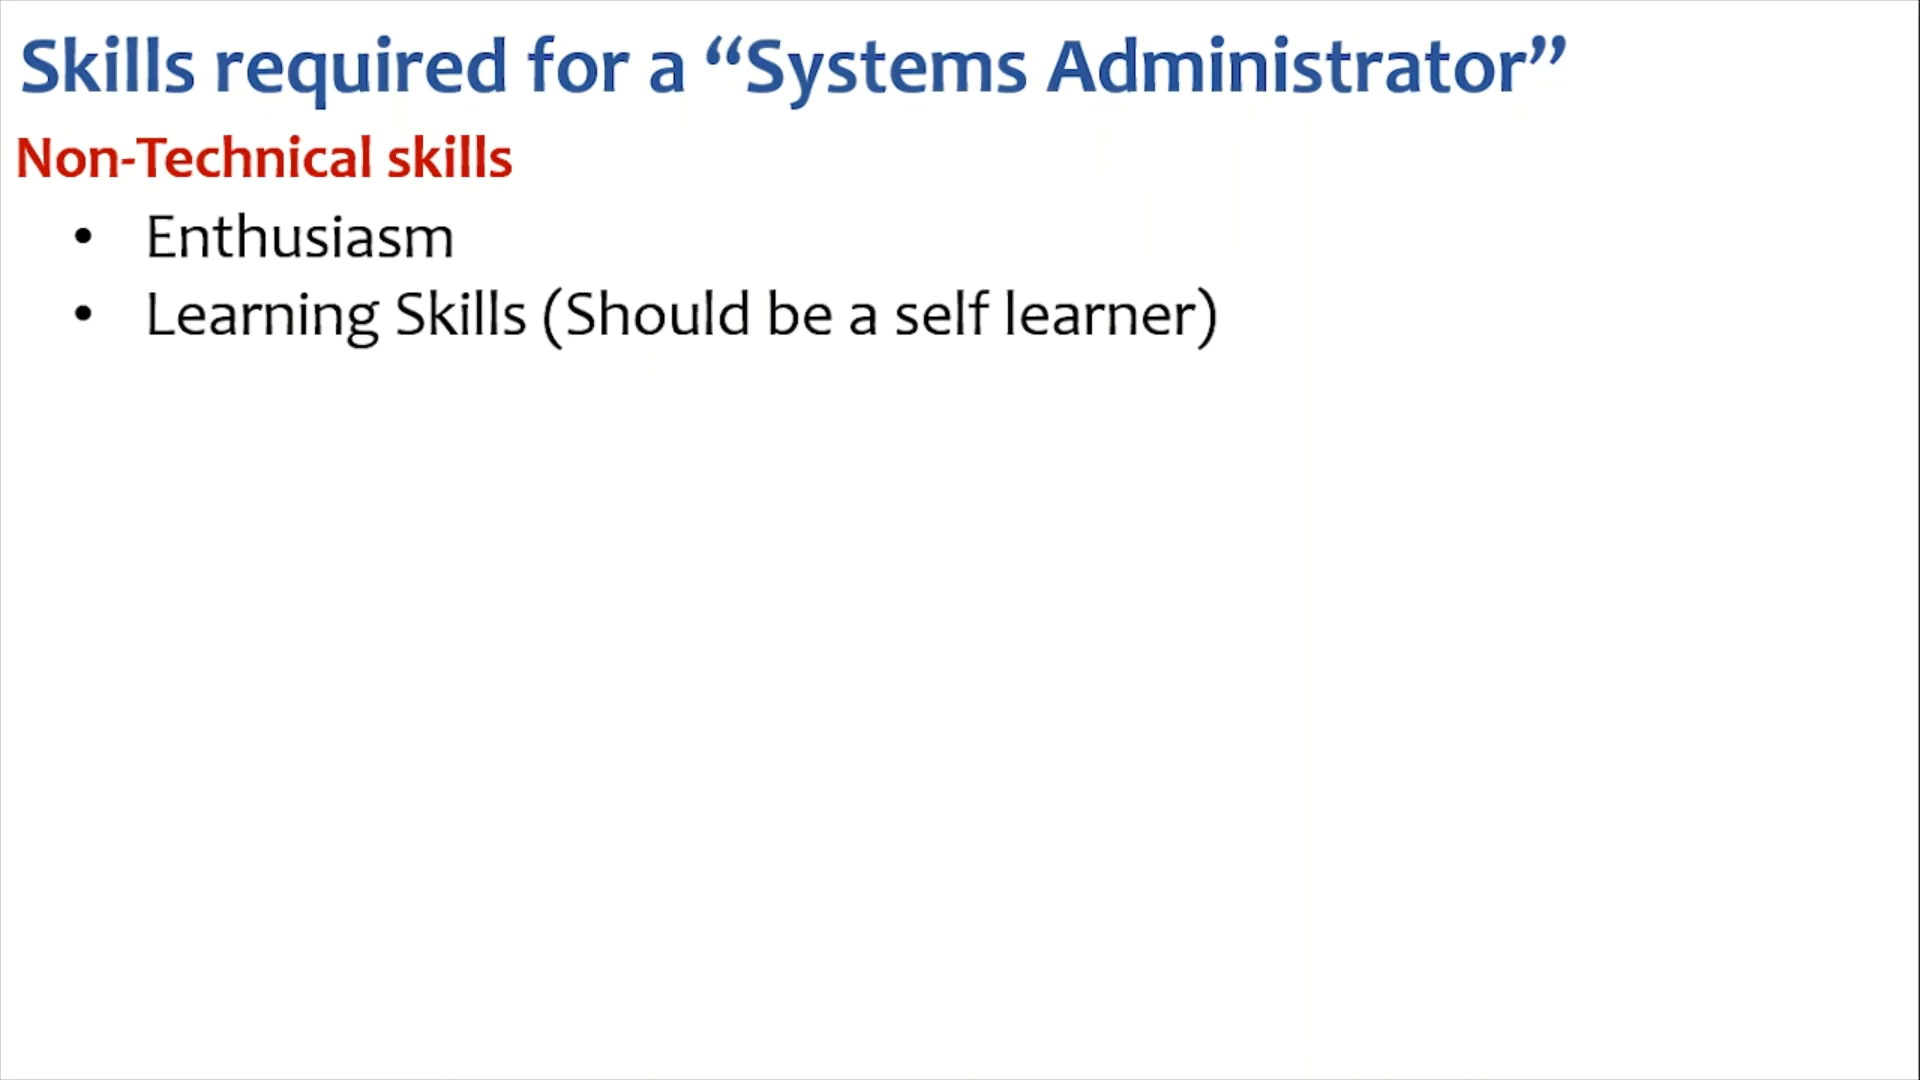 Skills required for a “Systems Administrator”
Non-Technical skills
• Enthusiasm
• Learning Skills (Should be a self learner)